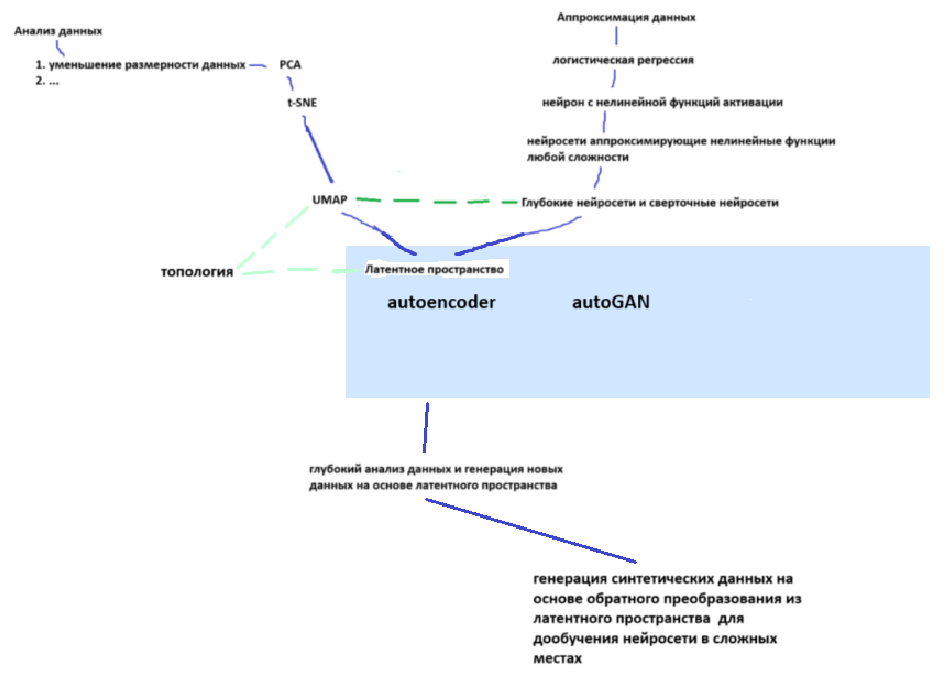 Анализ данных
1. уменьшение размерности данных
2. ...
PCA
t-SNE
UMAP
Аппроксимация данных
логистическая регрессия
нейрон с нелинейной функций активации
нейросети аппроксимирующие нелинейные функции
любой сложности
Глубокие нейросети и сверточные нейросети
топология
Латентное пространство
autoencoder
autoGAN
глубокий анализ данных и генерация новых
данных на основе латентного пространства
генерация синтетических данных на
основе обратного преобразования из
латентного пространства для
дообучения нейросети в сложных
местах